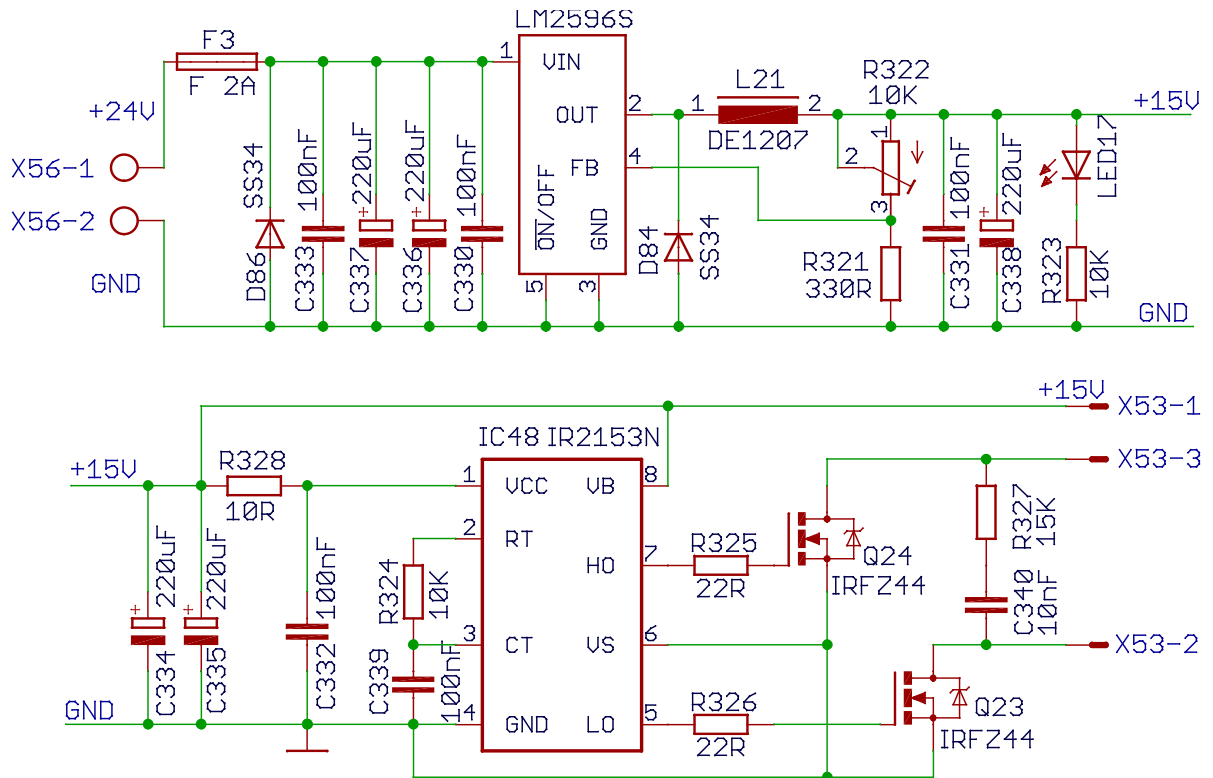 LM2596S
F3
F 2A
+24V
X56-1
X56-2
GND
SS34
D86
100nF
C333
+
220uF
C337
+
220uF
C336
100nF
C330
1
VIN
OUT
FB
ON/OFF
GND
2
4
5
3
D84
SS34
L21
1
2
DE1207
R322
10K
1
2
3
R321
330R
100nF
C331
+
220uF
C338
LED17
R323
10K
+15V
GND
+15V
X53-1
X53-3
X53-2
+15V
R328
10R
+
220uF
C334
+
220uF
C335
100nF
C332
GND
R324
10K
C339
100nF
IC48 IR2153N
1
VCC
2
RT
3
CT
4
GND
VB
8
HO
7
VS
6
LO
5
R325
22R
R326
22R
Q24
IRFZ44
Q23
IRFZ44
R327
15K
C340
10nF